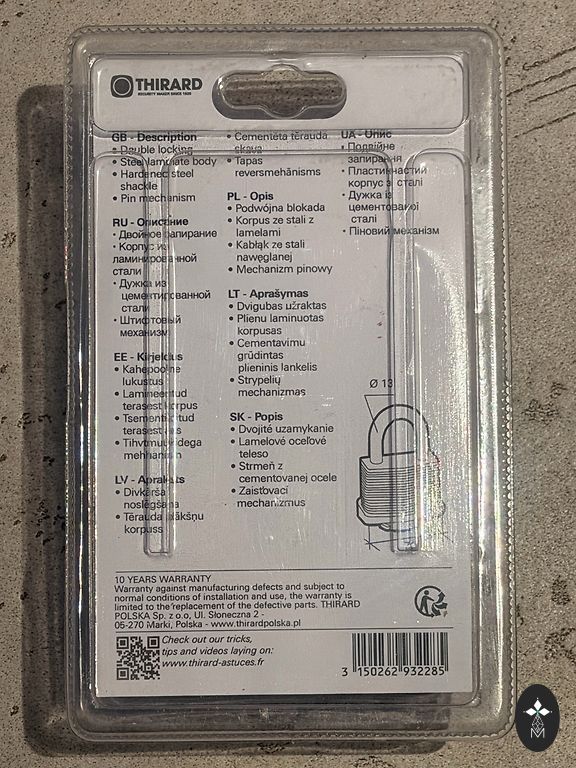 THIRARD
SECURITY MAKER SINCE 1920
GB - Description
• Double locking
• Steel laminate body
• Hardened steel
shackle
• Pin mechanism
RU - Описание
• Двойное запирание
• Корпус из
ламинированной
стали
• Дужка из
цементированной
стали
• Штифтовый
механизм
EE - Kirjeldus
• Kahepoolne
lukustus
• Lamineeritud
terasest korpus
• Tsementiitud
terasest
• Tihvtmuukidega
mehhanism
LV - Apraksts
• Divkārša
noslēgšana
• Tērauda plākšņu
korpuss
• Cementēta tērauda
skava
• Tapas
reversmehānisms
PL - Opis
• Podwójna blokada
• Korpus ze stali z
lamelami
• Kabłąk ze stali
nawęglanej
• Mechanizm pinowy
LT - Aprašymas
• Dvigubas užraktas
• Plienu laminuotas
korpusas
• Cementavimu
grūdintas
plieninis lankelis
• Strypelių
mechanizmas
SK - Popis
• Dvojité uzamykanie
• Lamelové oceľové
teleso
• Strmeň z
cementovanej ocele
• Zaisťovací
mechanizmus
UA - Опис
• Подвійне
запирання
• Пластинчастий
корпус зі сталі
• Дужка із
цементованої
сталі
• Піновий механізм
Ø 13
10 YEARS WARRANTY
Warranty against manufacturing defects and subject to
normal conditions of installation and use, the warranty is
limited to the replacement of the defective parts. THIRARD
POLSKA Sp. z o.o, Ul. Słoneczna 2 -
05-270 Marki, Polska - www.thirardpolska.pl
Check out our tricks,
tips and videos laying on:
www.thirard-astuces.fr
3 150262 932285